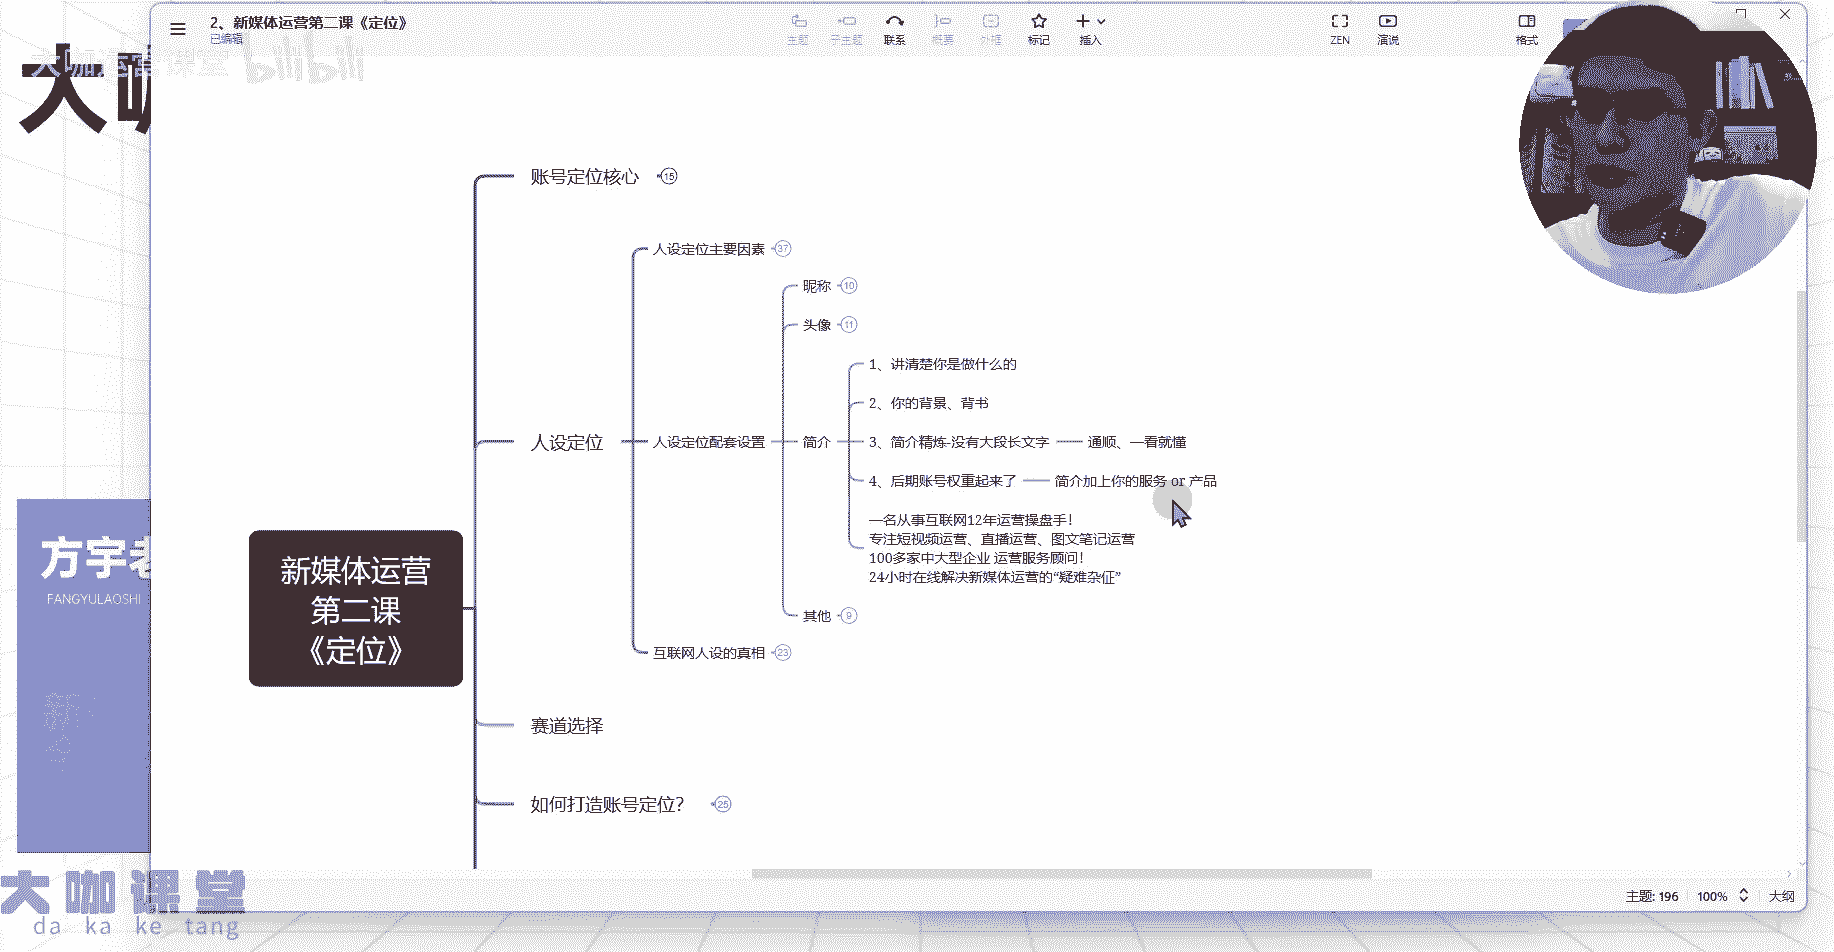 2、新媒体运营第二课《定位》
已编辑
主题
子主题
联系
概要
外框
标记
插入
ZEN
演说
格式
大咖运营课堂 bilibili
大咖
账号定位核心 15
人设定位主要因素 37
昵称 10
头像 11
1、讲清楚你是做什么的
2、你的背景、背书
人设定位
人设定位配套设置
简介
3、简介精炼-没有大段长文字
通顺、一看就懂
4、后期账号权重起来了
简介加上你的服务 or 产品
一名从事互联网12年运营操盘手!
专注短视频运营、直播运营、图文笔记运营
100多家中大型企业 运营服务顾问!
24小时在线解决新媒体运营的“疑难杂症”
其他 9
互联网人设的真相 23
新媒体运营
第二课
《定位》
赛道选择
如何打造账号定位? 25
方宇老
FANGYULAOSHI
大咖课堂
da ka ke tang
主题: 196
100%
大纲